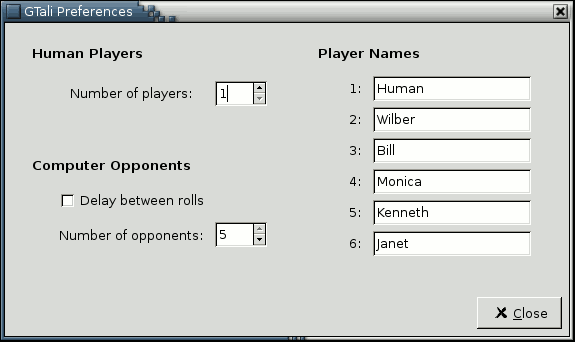 GTali Preferences
Human Players
Number of players: 1
Computer Opponents
Delay between rolls
Number of opponents: 5
Player Names
1: Human
2: Wilber
3: Bill
4: Monica
5: Kenneth
6: Janet
Close